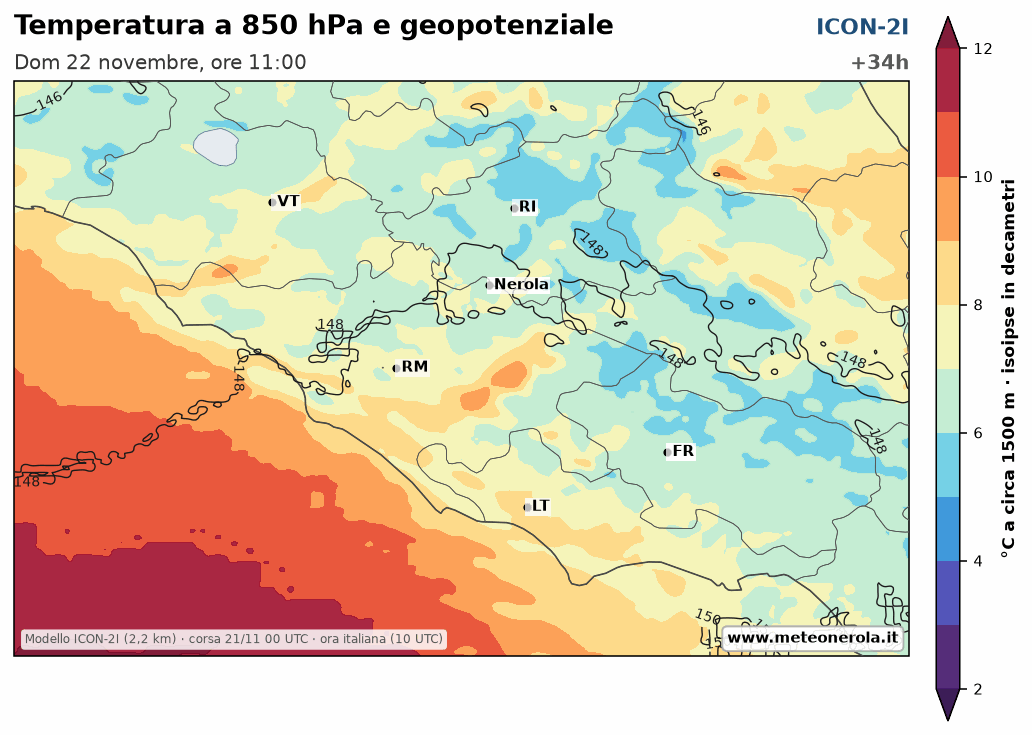 Temperatura a 850 hPa e geopotenziale
ICON-2I
Dom 22 novembre, ore 11:00
+34h
146
146
VT
RI
148
Nerola
148
148
148
148
RM
148
FR
148
LT
150
Modello ICON-2I (2,2 km) · corsa 21/11 00 UTC · ora italiana (10 UTC)
www.meteonerola.it
12
10
8
6
4
2
°C a circa 1500 m · isoipse in decametri